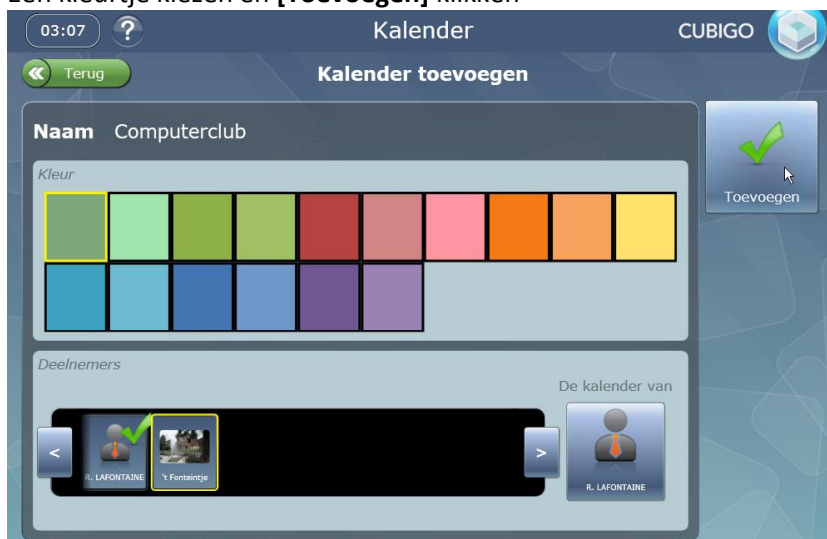 Een kleurtje kiezen en [Toevoegen] klikken
03:07 ? Kalender CUBIGO
Terug Kalender toevoegen
Naam Computerclub
Kleur
Toevoegen
Deelnemers
De kalender van
< >
R. LAFONTAINE 't Fonteintje R. LAFONTAINE